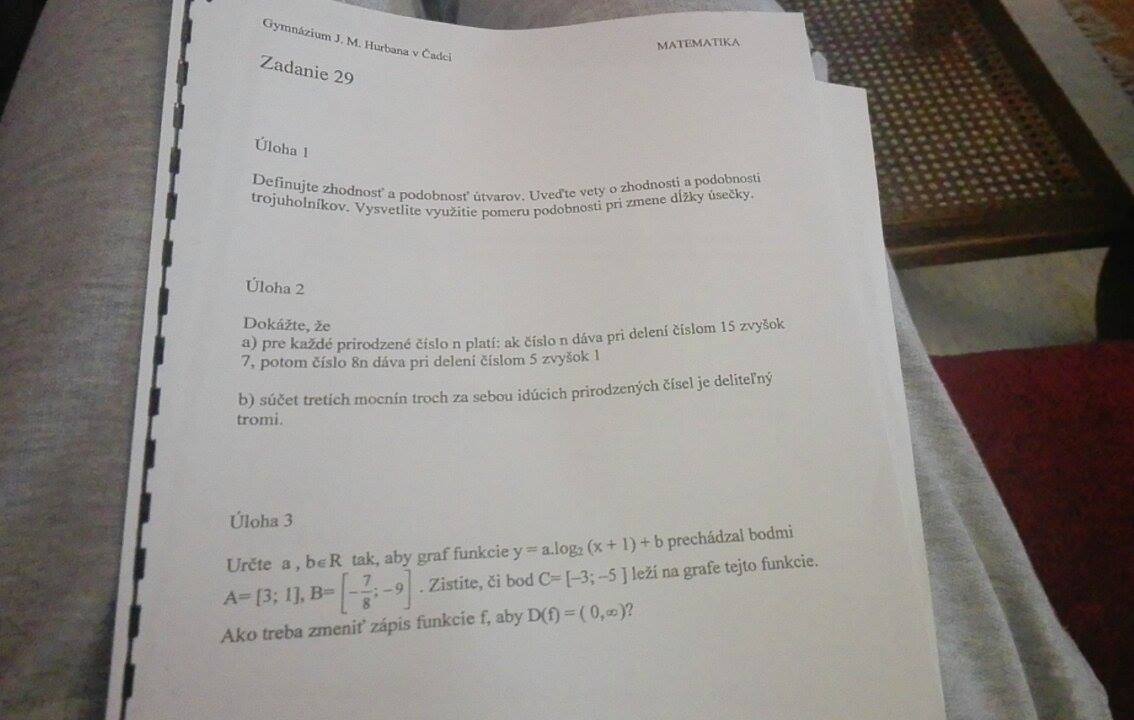 Gymnázium J. M. Hurbana v Čadci
MATEMATIKA
Zadanie 29
Úloha 1
Definujte zhodnosť a podobnosť útvarov. Uveďte vety o zhodnosti a podobnosti
trojuholníkov. Vysvetlite využitie pomeru podobnosti pri zmene dĺžky úsečky.
Úloha 2
Dokážte, že
a) pre každé prirodzené číslo n platí: ak číslo n dáva pri delení číslom 15 zvyšok
7, potom číslo 8n dáva pri delení číslom 5 zvyšok 1
b) súčet tretích mocnín troch za sebou idúcich prirodzených čísel je deliteľný
tromi.
Úloha 3
Určte a , b∈R tak, aby graf funkcie y = a.log₂ (x + 1) + b prechádzal bodmi
A= [3; 1], B= [−7/8; −9] . Zistite, či bod C= [−3; −5 ] leží na grafe tejto funkcie.
Ako treba zmeniť zápis funkcie f, aby D(f) = ( 0,∞)?